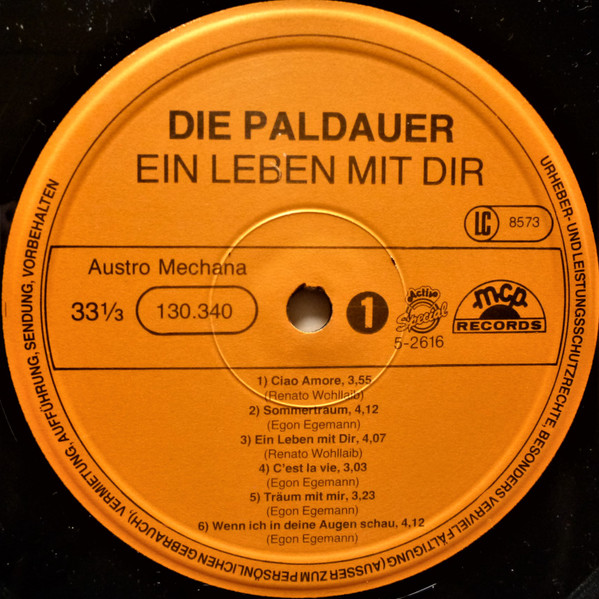 DIE PALDAUER
EIN LEBEN MIT DIR
LC 8573
Austro Mechana
33 1/3 130.340
1
Active Special
5-2616
mcp RECORDS
1) Ciao Amore, 3,55
(Renato Wohllaib)
2) Sommertraum, 4,12
(Egon Egemann)
3) Ein Leben mit Dir, 4,07
(Renato Wohllaib)
4) C'est la vie, 3,03
(Egon Egemann)
5) Träum mit mir, 3,23
(Egon Egemann)
6) Wenn ich in deine Augen schau, 4,12
(Egon Egemann)
URHEBER- UND LEISTUNGSSCHUTZRECHTE, BESONDERS VERVIELFÄLTIGUNG (AUSSER ZUM PERSÖNLICHEN GEBRAUCH), VERMIETUNG, AUFFÜHRUNG, SENDUNG, VORBEHALTEN